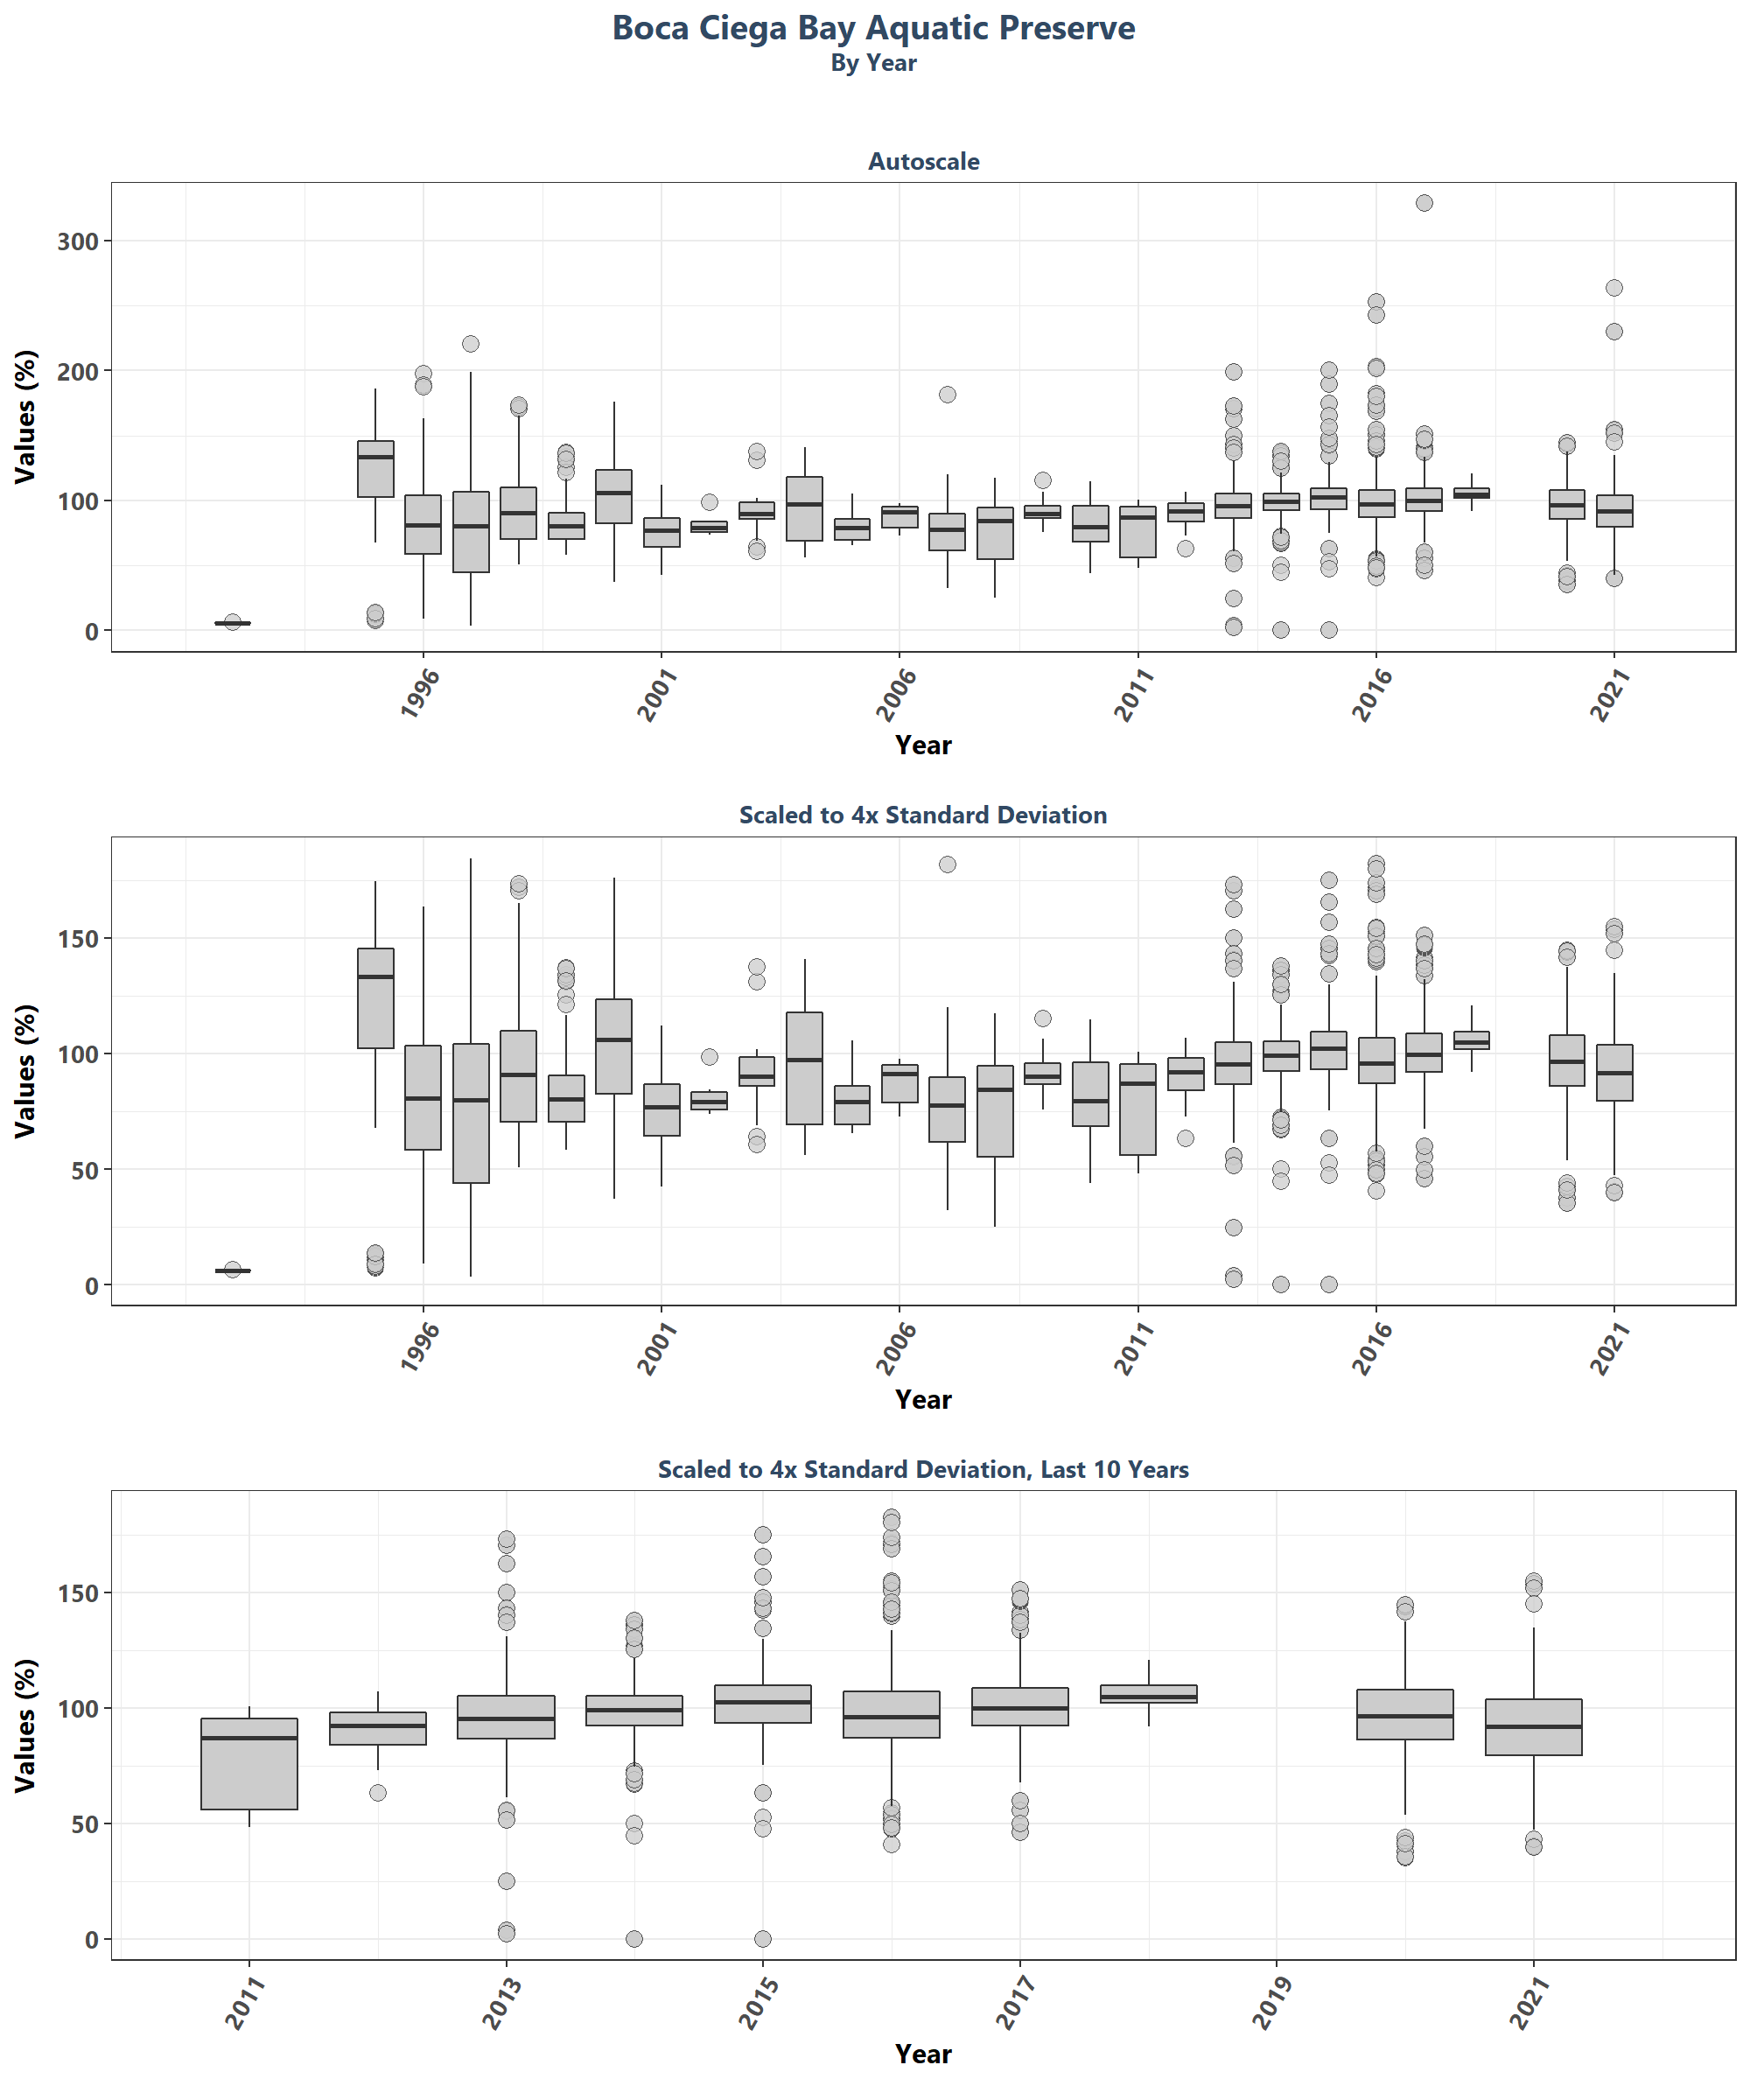 Boca Ciega Bay Aquatic Preserve
By Year
Autoscale
Values (%)
300
200
100
0
1996
2001
2006
2011
2016
2021
Year
Scaled to 4x Standard Deviation
Values (%)
150
100
50
0
1996
2001
2006
2011
2016
2021
Year
Scaled to 4x Standard Deviation, Last 10 Years
Values (%)
150
100
50
0
2011
2013
2015
2017
2019
2021
Year